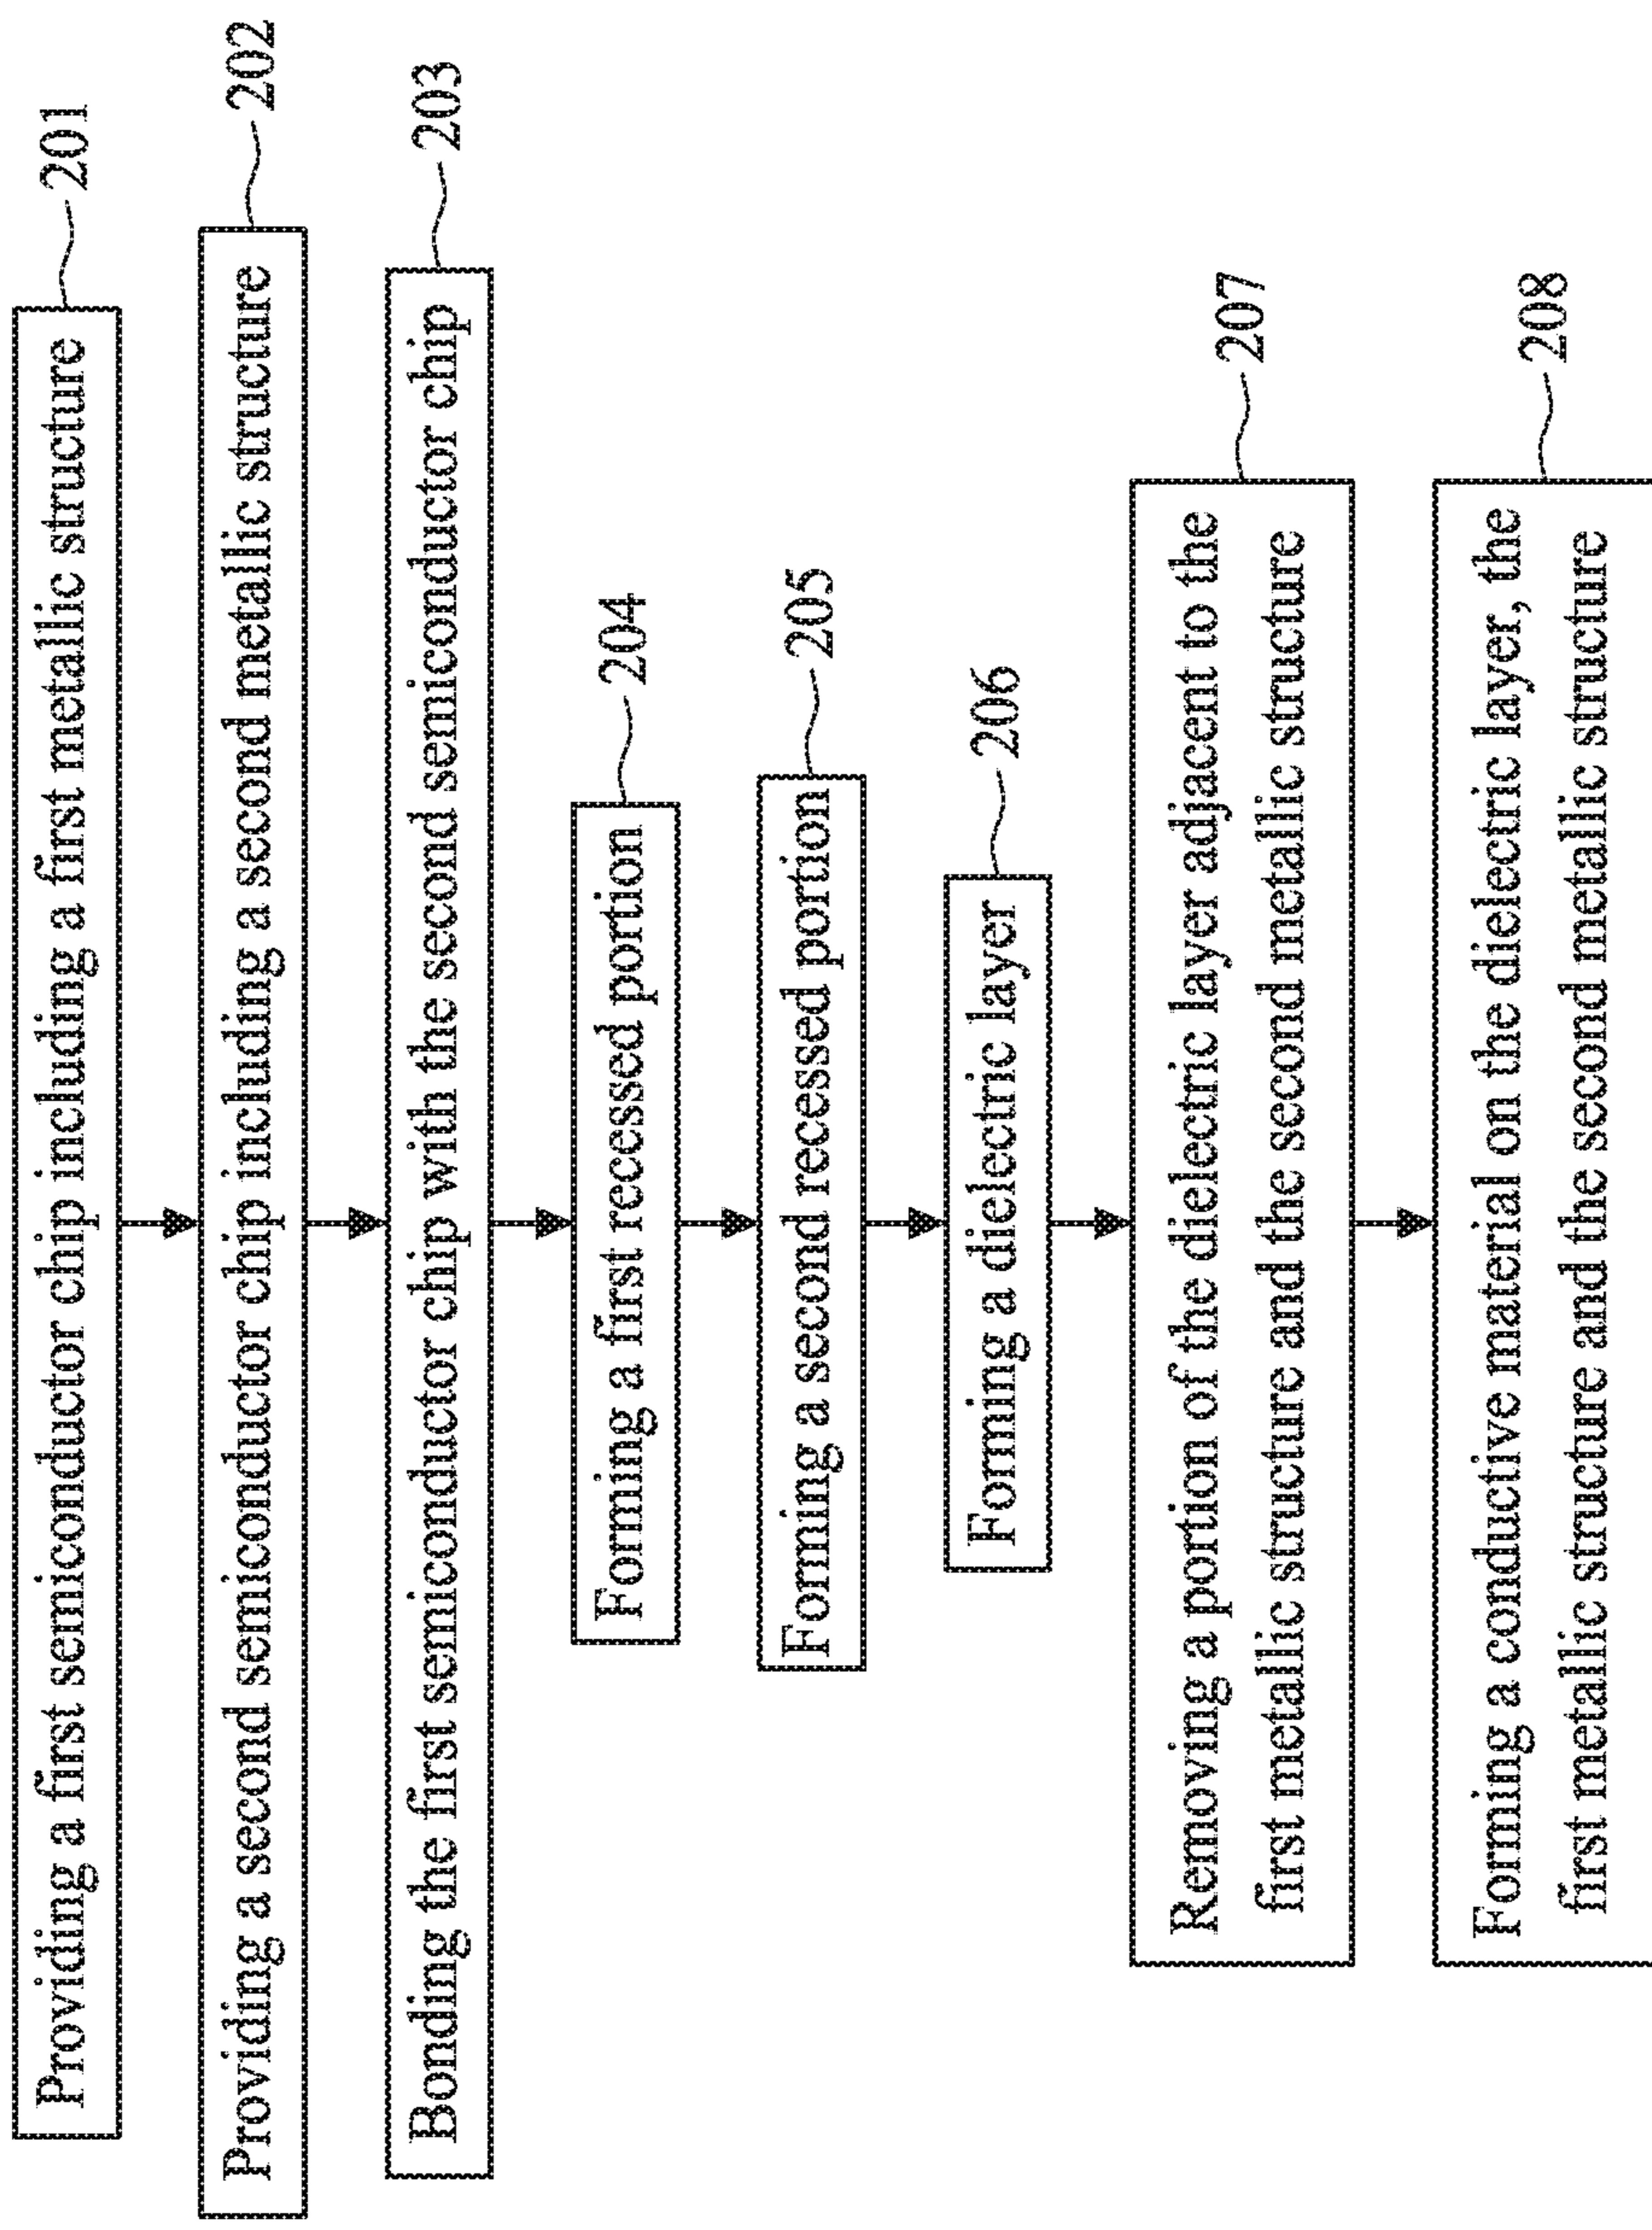 Providing a first semiconductor chip including a first metallic structure
201
Providing a second semiconductor chip including a second metallic structure
202
Bonding the first semiconductor chip with the second semiconductor chip
203
Forming a first recessed portion
204
Forming a second recessed portion
205
Forming a dielectric layer
206
Removing a portion of the dielectric layer adjacent to the
first metallic structure and the second metallic structure
207
Forming a conductive material on the dielectric layer, the
first metallic structure and the second metallic structure
208